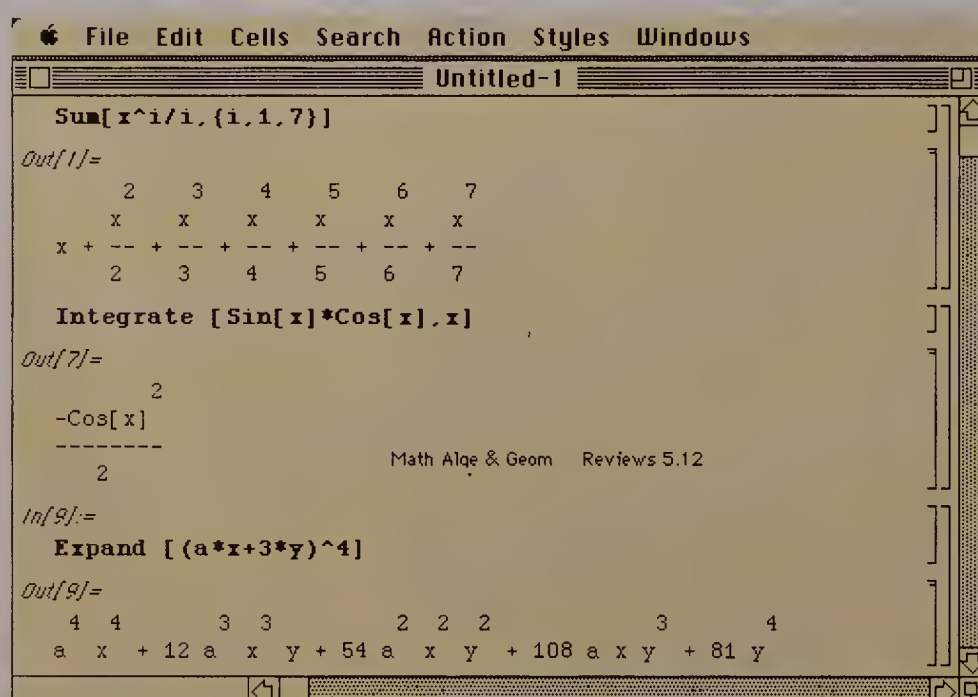 File Edit Cells Search Action Styles Windows
Untitled-1
Sum[x^i/i,{i,1,7}]
Out[1]=
2 3 4 5 6 7
x x x x x x
x + -- + -- + -- + -- + -- + --
2 3 4 5 6 7
Integrate [Sin[x]*Cos[x],x]
Out[7]=
2
-Cos[x]
--------
2
Math Alge & Geom Reviews 5.12
In[9]:=
Expand [(a*x+3*y)^4]
Out[9]=
4 4 3 3 2 2 2 3 4
a x + 12 a x y + 54 a x y + 108 a x y + 81 y